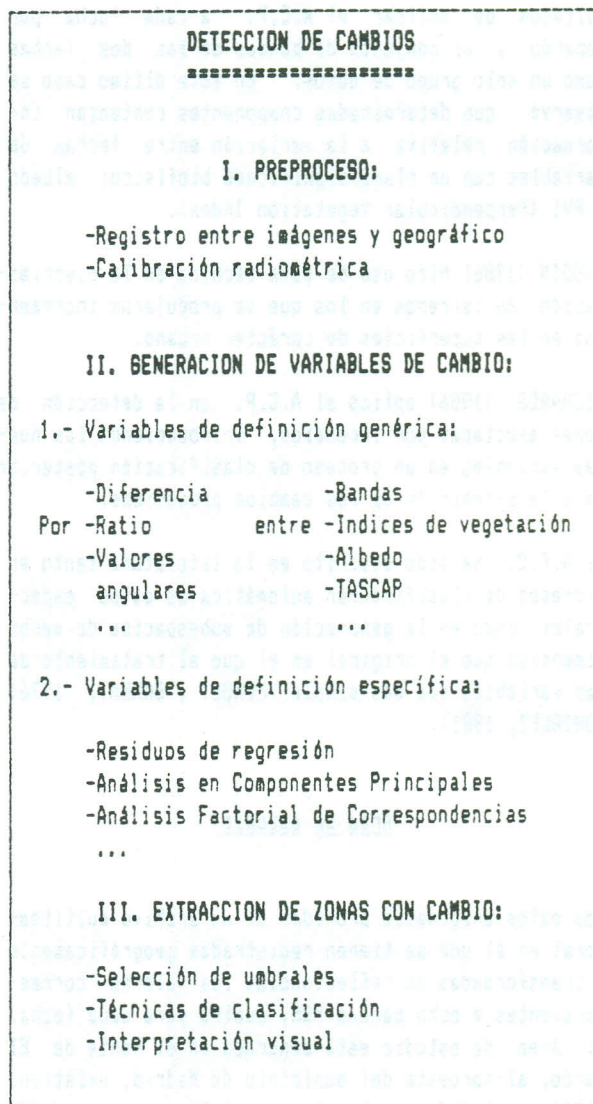 DETECCION DE CAMBIOS
====================
I. PREPROCESO:
-Registro entre imágenes y geográfico
-Calibración radiométrica
II. GENERACION DE VARIABLES DE CAMBIO:
1.- Variables de definición genérica:
-Diferencia -Bandas
Por -Ratio entre -Indices de vegetación
-Valores -Albedo
angulares -TASCAP
... ...
2.- Variables de definición específica:
-Residuos de regresión
-Análisis en Componentes Principales
-Análisis Factorial de Correspondencias
...
III. EXTRACCION DE ZONAS CON CAMBIO:
-Selección de umbrales
-Técnicas de clasificación
-Interpretación visual